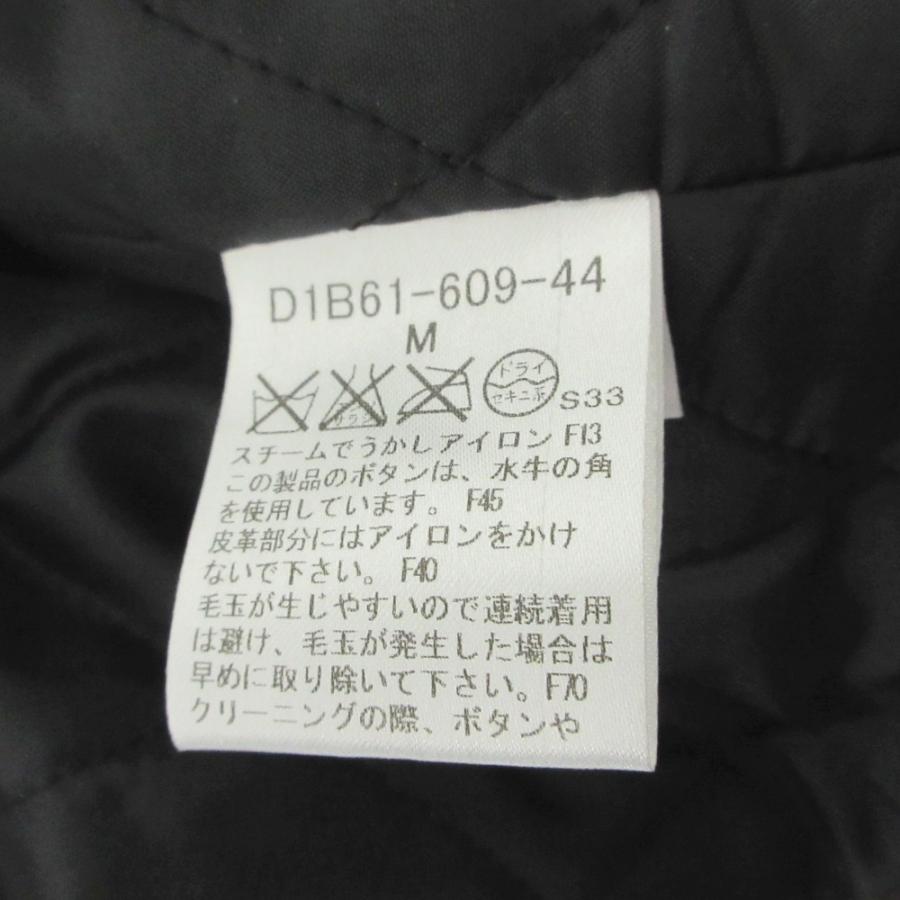 D1B61-609-44
M
サラシ
ドライ
セキユ系
S33
スチームでうかしアイロン F13
この製品のボタンは、水牛の角
を使用しています。 F45
皮革部分にはアイロンをかけ
ないで下さい。 F40
毛玉が生じやすいので連続着用
は避け、毛玉が発生した場合は
早めに取り除いて下さい。F70
クリーニングの際、ボタンや